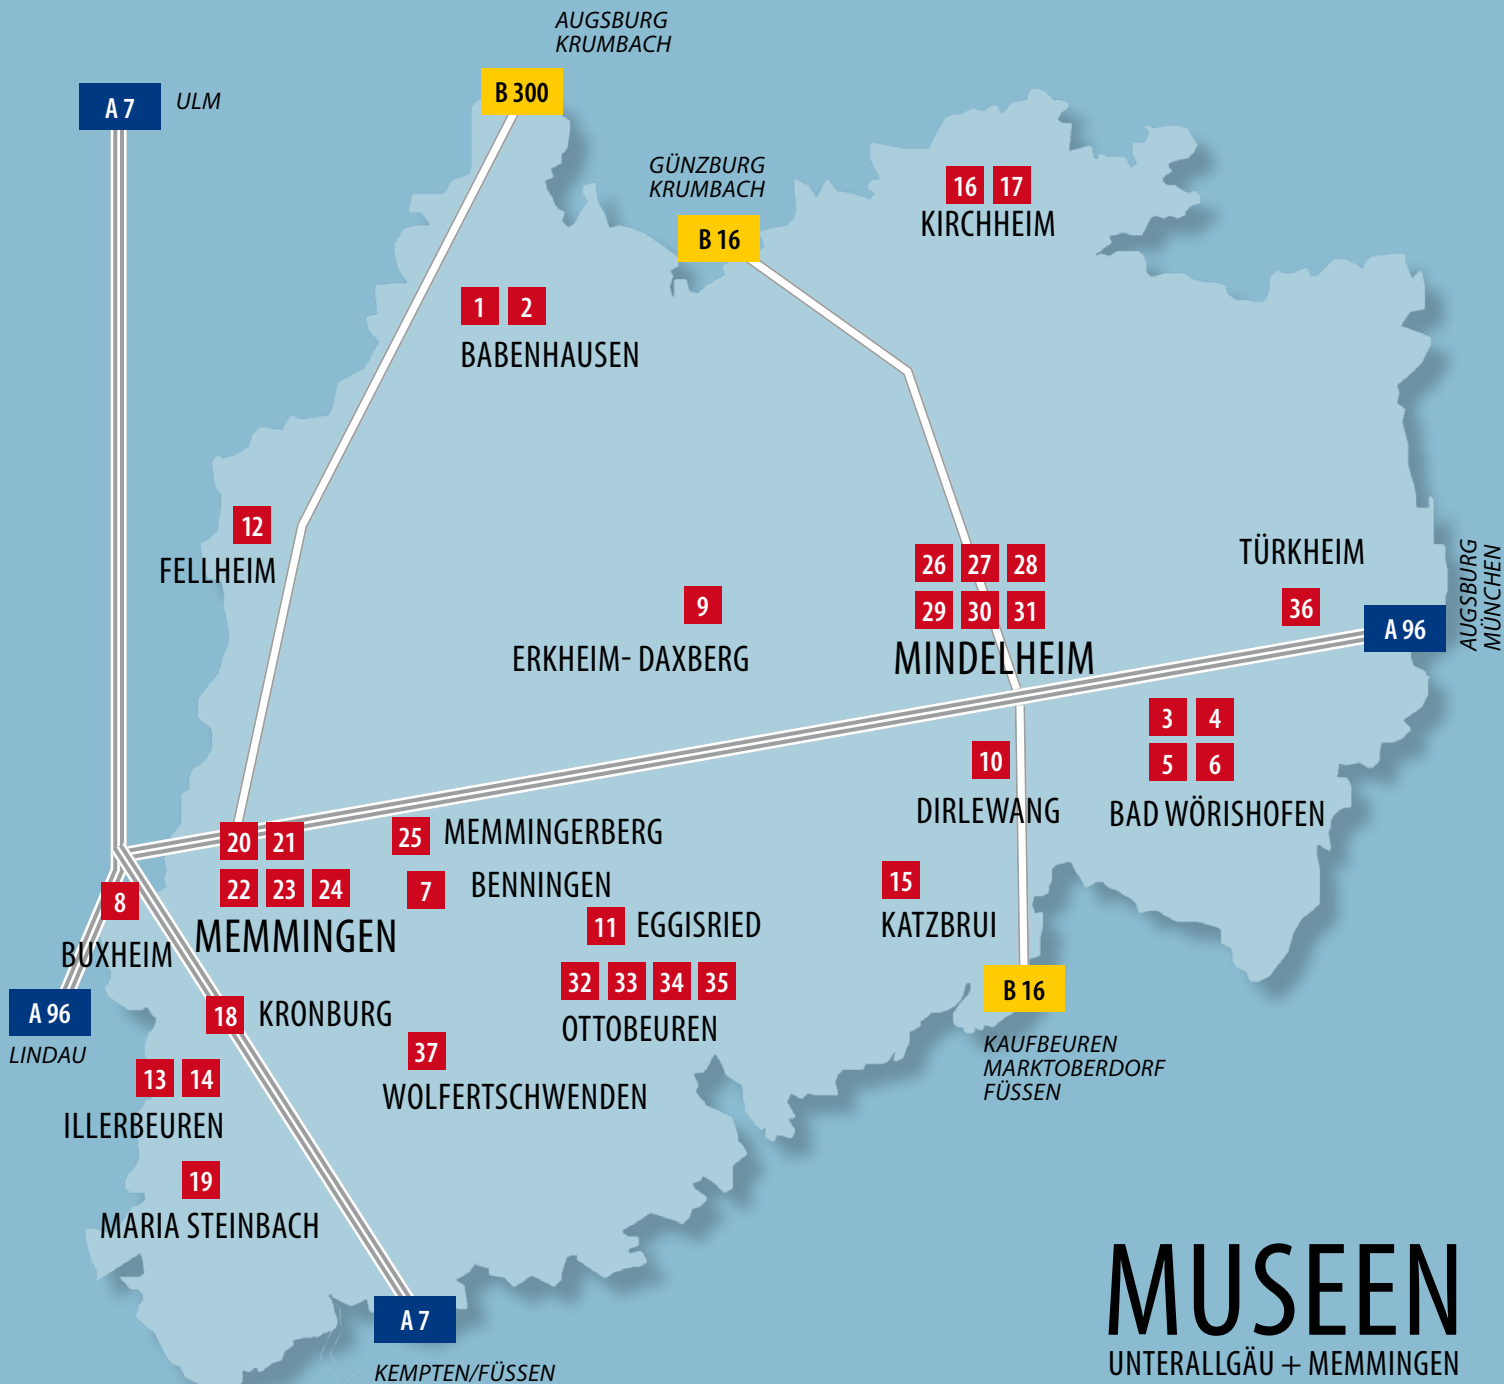 AUGSBURG
KRUMBACH
B 300
A 7
ULM
GÜNZBURG
KRUMBACH
B 16
16 17
KIRCHHEIM
1 2
BABENHAUSEN
12
FELLHEIM
9
ERKHEIM- DAXBERG
26 27 28
29 30 31
MINDELHEIM
TÜRKHEIM
36
A 96
AUGSBURG
MÜNCHEN
3 4
5 6
BAD WÖRISHOFEN
10
DIRLEWANG
20 21
22 23 24
MEMMINGEN
25 MEMMINGERBERG
7 BENNINGEN
8
BUXHEIM
15
KATZBRUI
11 EGGISRIED
32 33 34 35
OTTOBEUREN
A 96
LINDAU
18 KRONBURG
B 16
KAUFBEUREN
MARKTOBERDORF
FÜSSEN
37
WOLFERTSCHWENDEN
13 14
ILLERBEUREN
19
MARIA STEINBACH
A 7
KEMPTEN/FÜSSEN
MUSEEN
UNTERALLGÄU + MEMMINGEN